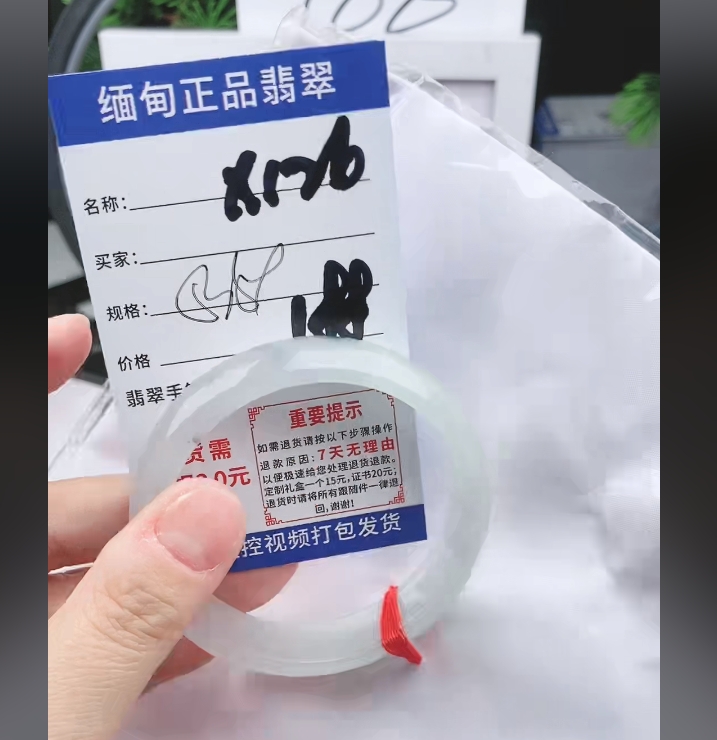 缅甸正品翡翠
名称:
买家:
规格:
价格 188
翡翠手
重要提示
如需退货请按以下步骤操作
退款原因:7天无理由
以便极速给您处理退货退款。
定制礼盒一个15元,证书20元;
退货时请将所有跟随件一律退
回,谢谢!
货需
0元
控视频打包发货